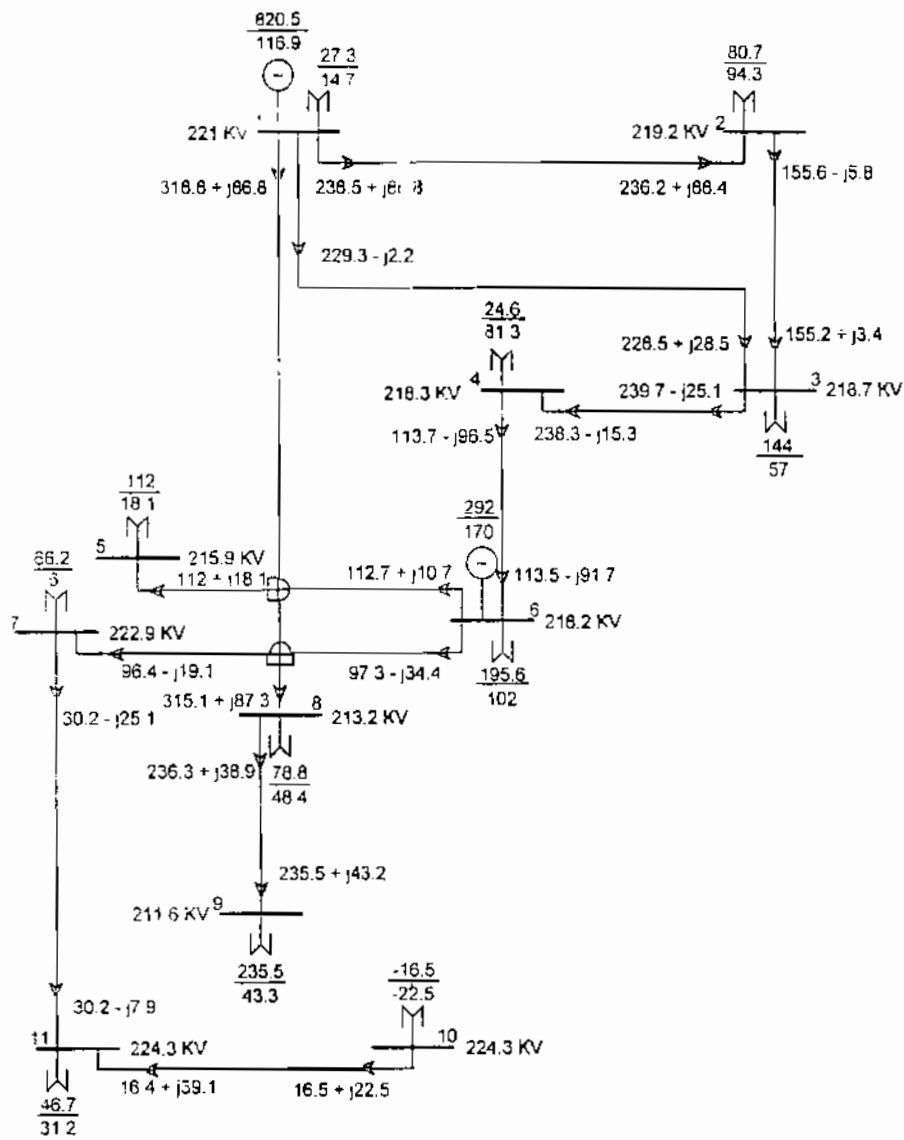 820.5
116.9
27.3
14.7
80.7
94.3
221 KV
2
219.2 KV
318.8 + j86.8
236.2 + j88.4
155.6 - j5.8
229.3 - j2.2
24.6
81.3
228.5 + j28.5
155.2 + j3.4
4
218.3 KV
239.7 - j25.1
3
218.7 KV
113.7 - j96.5
238.3 - j15.3
144
57
112
18.1
292
170
5
215.9 KV
66.2
6
112 + j18.1
112.7 + j10.7
113.5 - j91.7
6
218.2 KV
7
222.9 KV
96.4 - j19.1
97.3 - j34.4
195.6
102
315.1 + j87.3
8
213.2 KV
30.2 - j25.1
236.3 + j38.9
78.8
48.4
235.5 + j43.2
211.6 KV
9
235.5
43.3
-16.5
-22.5
30.2 - j7.9
11
224.3 KV
10
224.3 KV
16.4 + j39.1
16.5 + j22.5
46.7
31.2